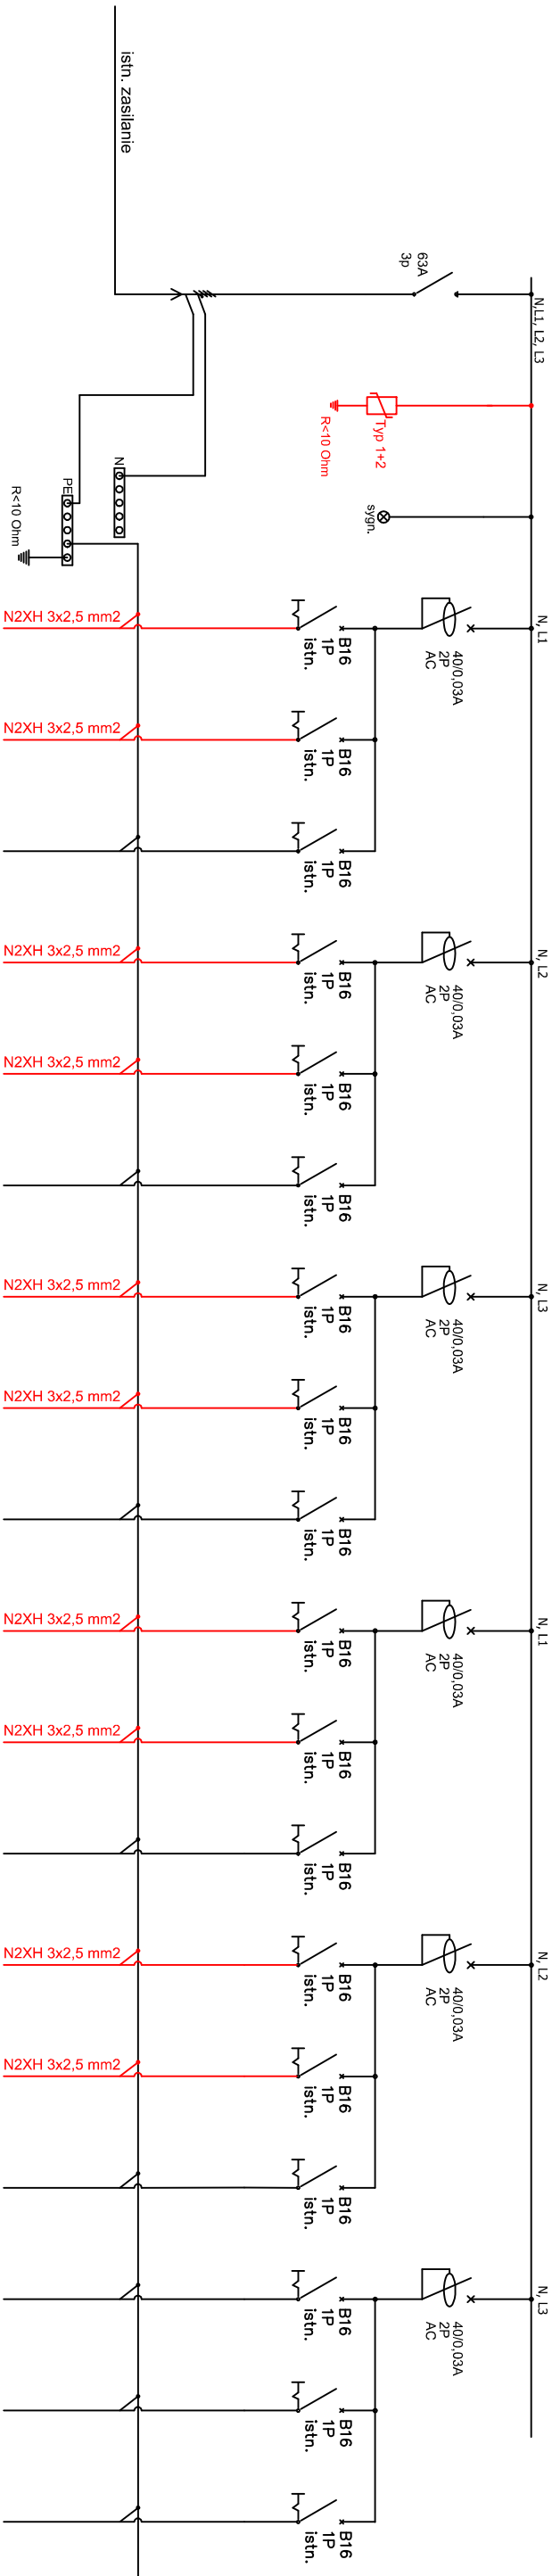 istn. zasilanie
63A
3p
N,L1, L2, L3
Typ 1+2
R<10 Ohm
sygn.
N
PE
R<10 Ohm
N, L1
40/0,03A
2P
AC
B16
1P
istn.
N2XH 3x2,5 mm2
B16
1P
istn.
N2XH 3x2,5 mm2
B16
1P
istn.
N, L2
40/0,03A
2P
AC
B16
1P
istn.
N2XH 3x2,5 mm2
B16
1P
istn.
N2XH 3x2,5 mm2
B16
1P
istn.
N, L3
40/0,03A
2P
AC
B16
1P
istn.
N2XH 3x2,5 mm2
B16
1P
istn.
N2XH 3x2,5 mm2
B16
1P
istn.
N, L1
40/0,03A
2P
AC
B16
1P
istn.
N2XH 3x2,5 mm2
B16
1P
istn.
N2XH 3x2,5 mm2
B16
1P
istn.
N, L2
40/0,03A
2P
AC
B16
1P
istn.
N2XH 3x2,5 mm2
B16
1P
istn.
N2XH 3x2,5 mm2
B16
1P
istn.
N, L3
40/0,03A
2P
AC
B16
1P
istn.
B16
1P
istn.
B16
1P
istn.